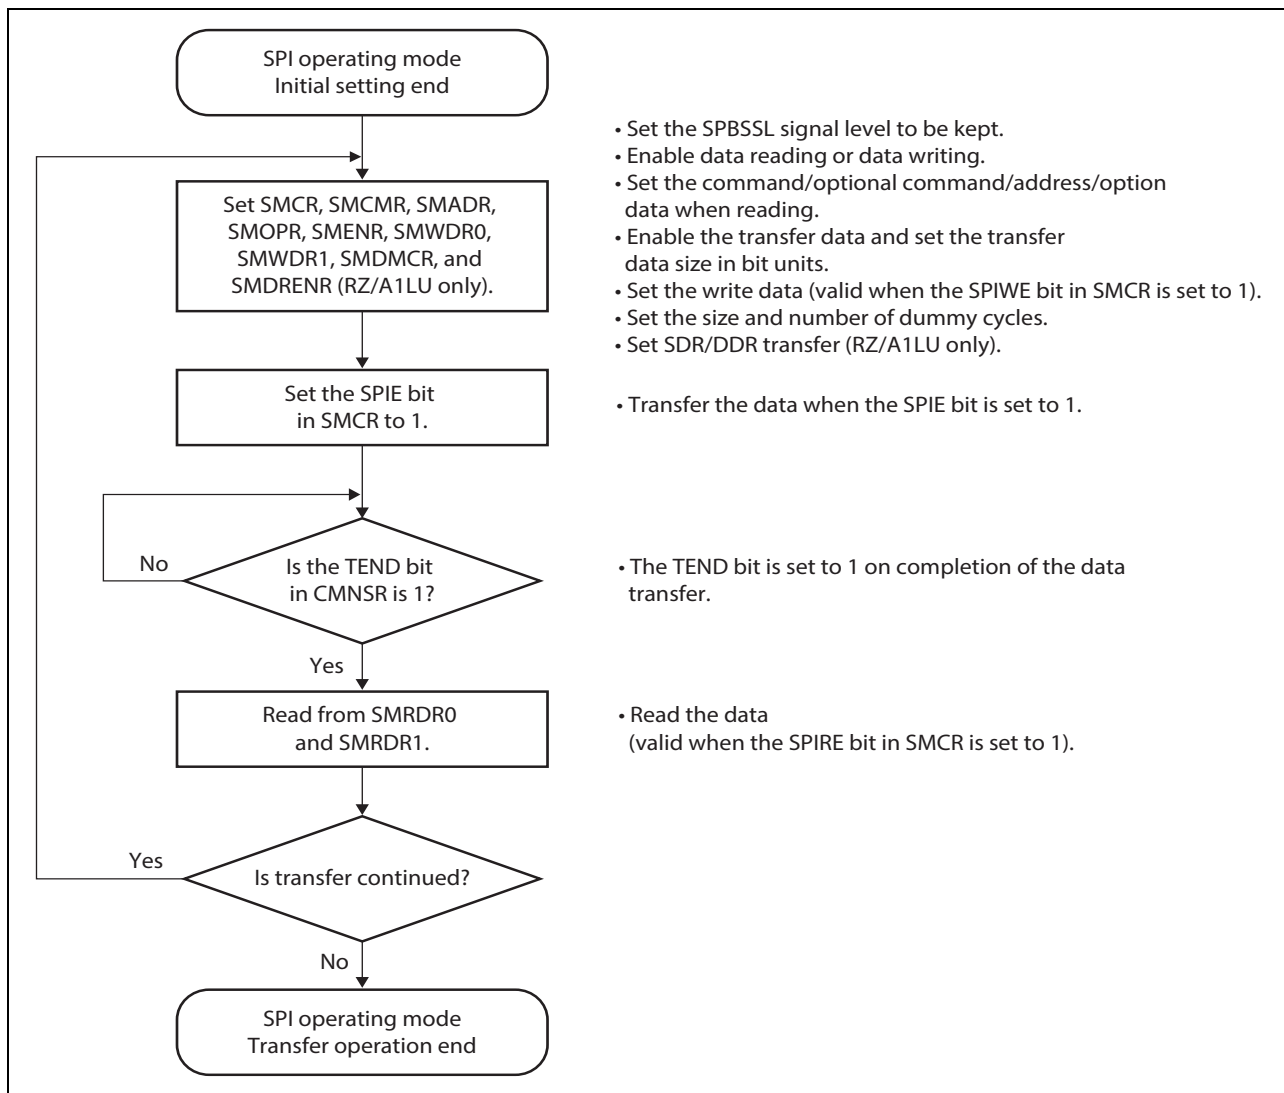 SPI operating mode
Initial setting end
• Set the SPBSSL signal level to be kept.
• Enable data reading or data writing.
• Set the command/optional command/address/option
data when reading.
• Enable the transfer data and set the transfer
data size in bit units.
• Set the write data (valid when the SPIWE bit in SMCR is set to 1).
• Set the size and number of dummy cycles.
• Set SDR/DDR transfer (RZ/A1LU only).
Set SMCR, SMCMR, SMADR,
SMOPR, SMENR, SMWDR0,
SMWDR1, SMDMCR, and
SMDRENR (RZ/A1LU only).
Set the SPIE bit
in SMCR to 1.
• Transfer the data when the SPIE bit is set to 1.
No
Is the TEND bit
in CMNSR is 1?
• The TEND bit is set to 1 on completion of the data
transfer.
Yes
Read from SMRDR0
and SMRDR1.
• Read the data
(valid when the SPIRE bit in SMCR is set to 1).
Yes
Is transfer continued?
No
SPI operating mode
Transfer operation end